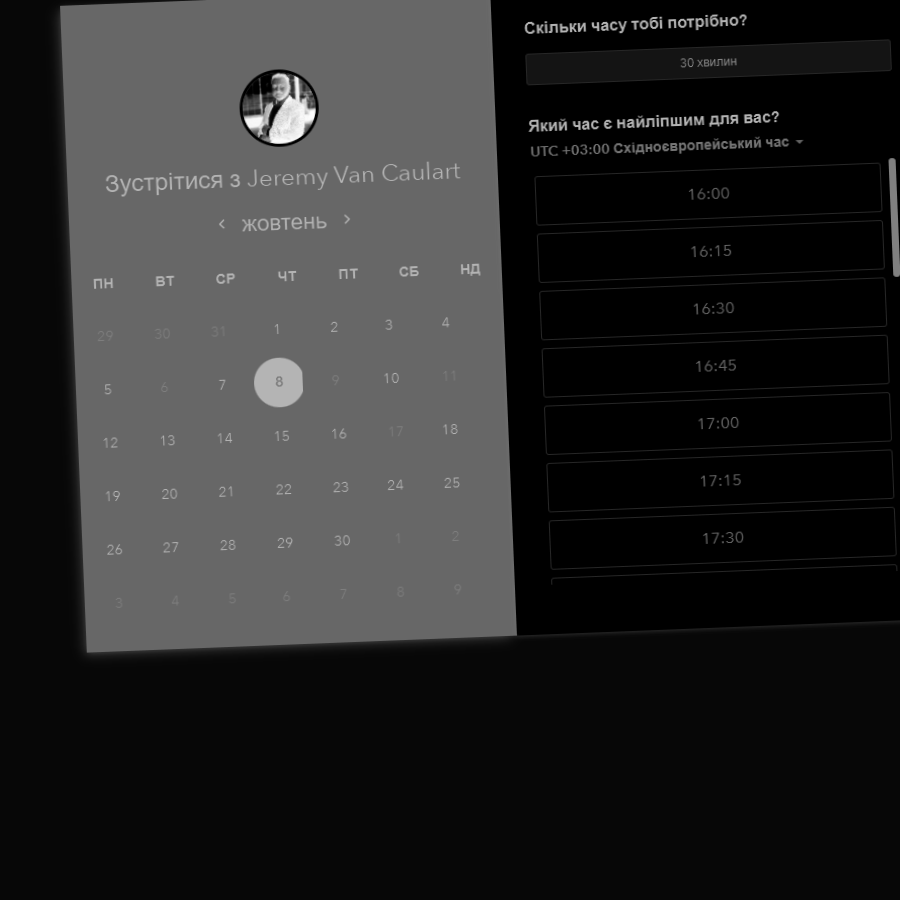 Зустрітися з Jeremy Van Caulart
жовтень
ПН ВТ СР ЧТ ПТ СБ НД
29 30 31 1 2 3 4
5 6 7 8 9 10 11
12 13 14 15 16 17 18
19 20 21 22 23 24 25
26 27 28 29 30 1 2
3 4 5 6 7 8 9
Скільки часу тобі потрібно?
30 хвилин
Який час є найліпшим для вас?
UTC +03:00 Східноєвропейський час
16:00
16:15
16:30
16:45
17:00
17:15
17:30